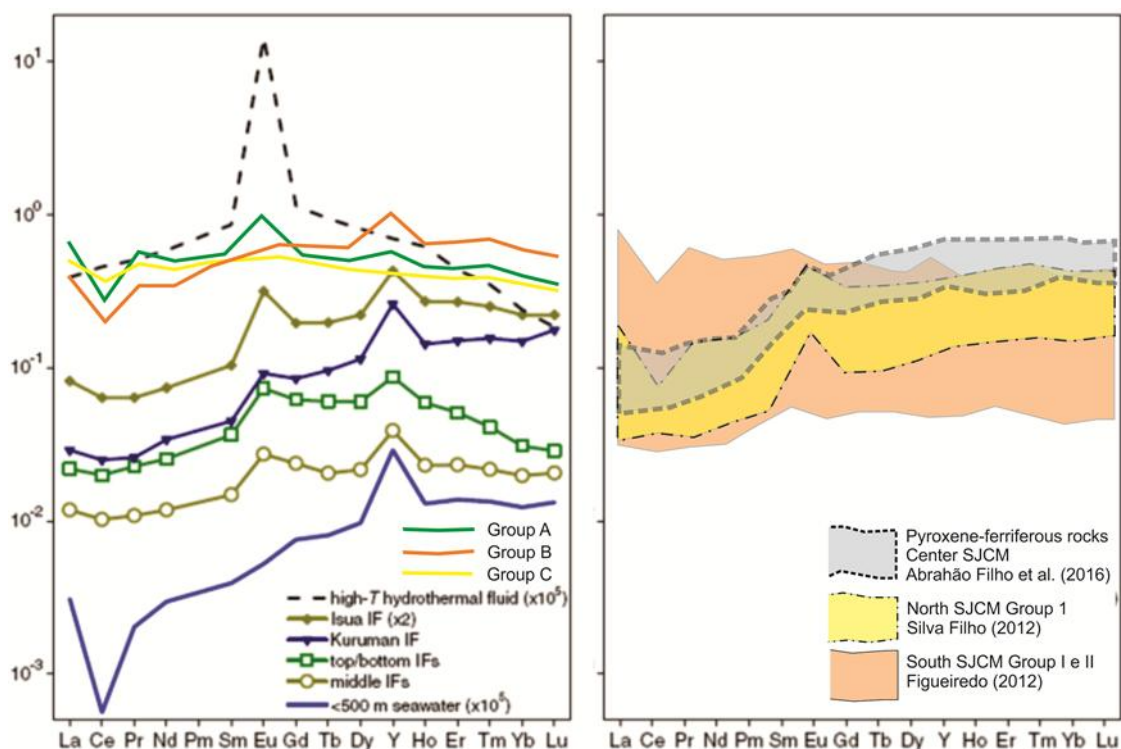 10¹
10⁰
10⁻¹
10⁻²
10⁻³
Group A
Group B
Group C
high-T hydrothermal fluid (x10⁵)
Isua IF (x2)
Kuruman IF
top/bottom IFs
middle IFs
<500 m seawater (x10⁵)
La Ce Pr Nd Pm Sm Eu Gd Tb Dy Y Ho Er Tm Yb Lu
Pyroxene-ferriferous rocks
Center SJCM
Abrahão Filho et al. (2016)
North SJCM Group 1
Silva Filho (2012)
South SJCM Group I e II
Figueiredo (2012)
La Ce Pr Nd Pm Sm Eu Gd Tb Dy Y Ho Er Tm Yb Lu